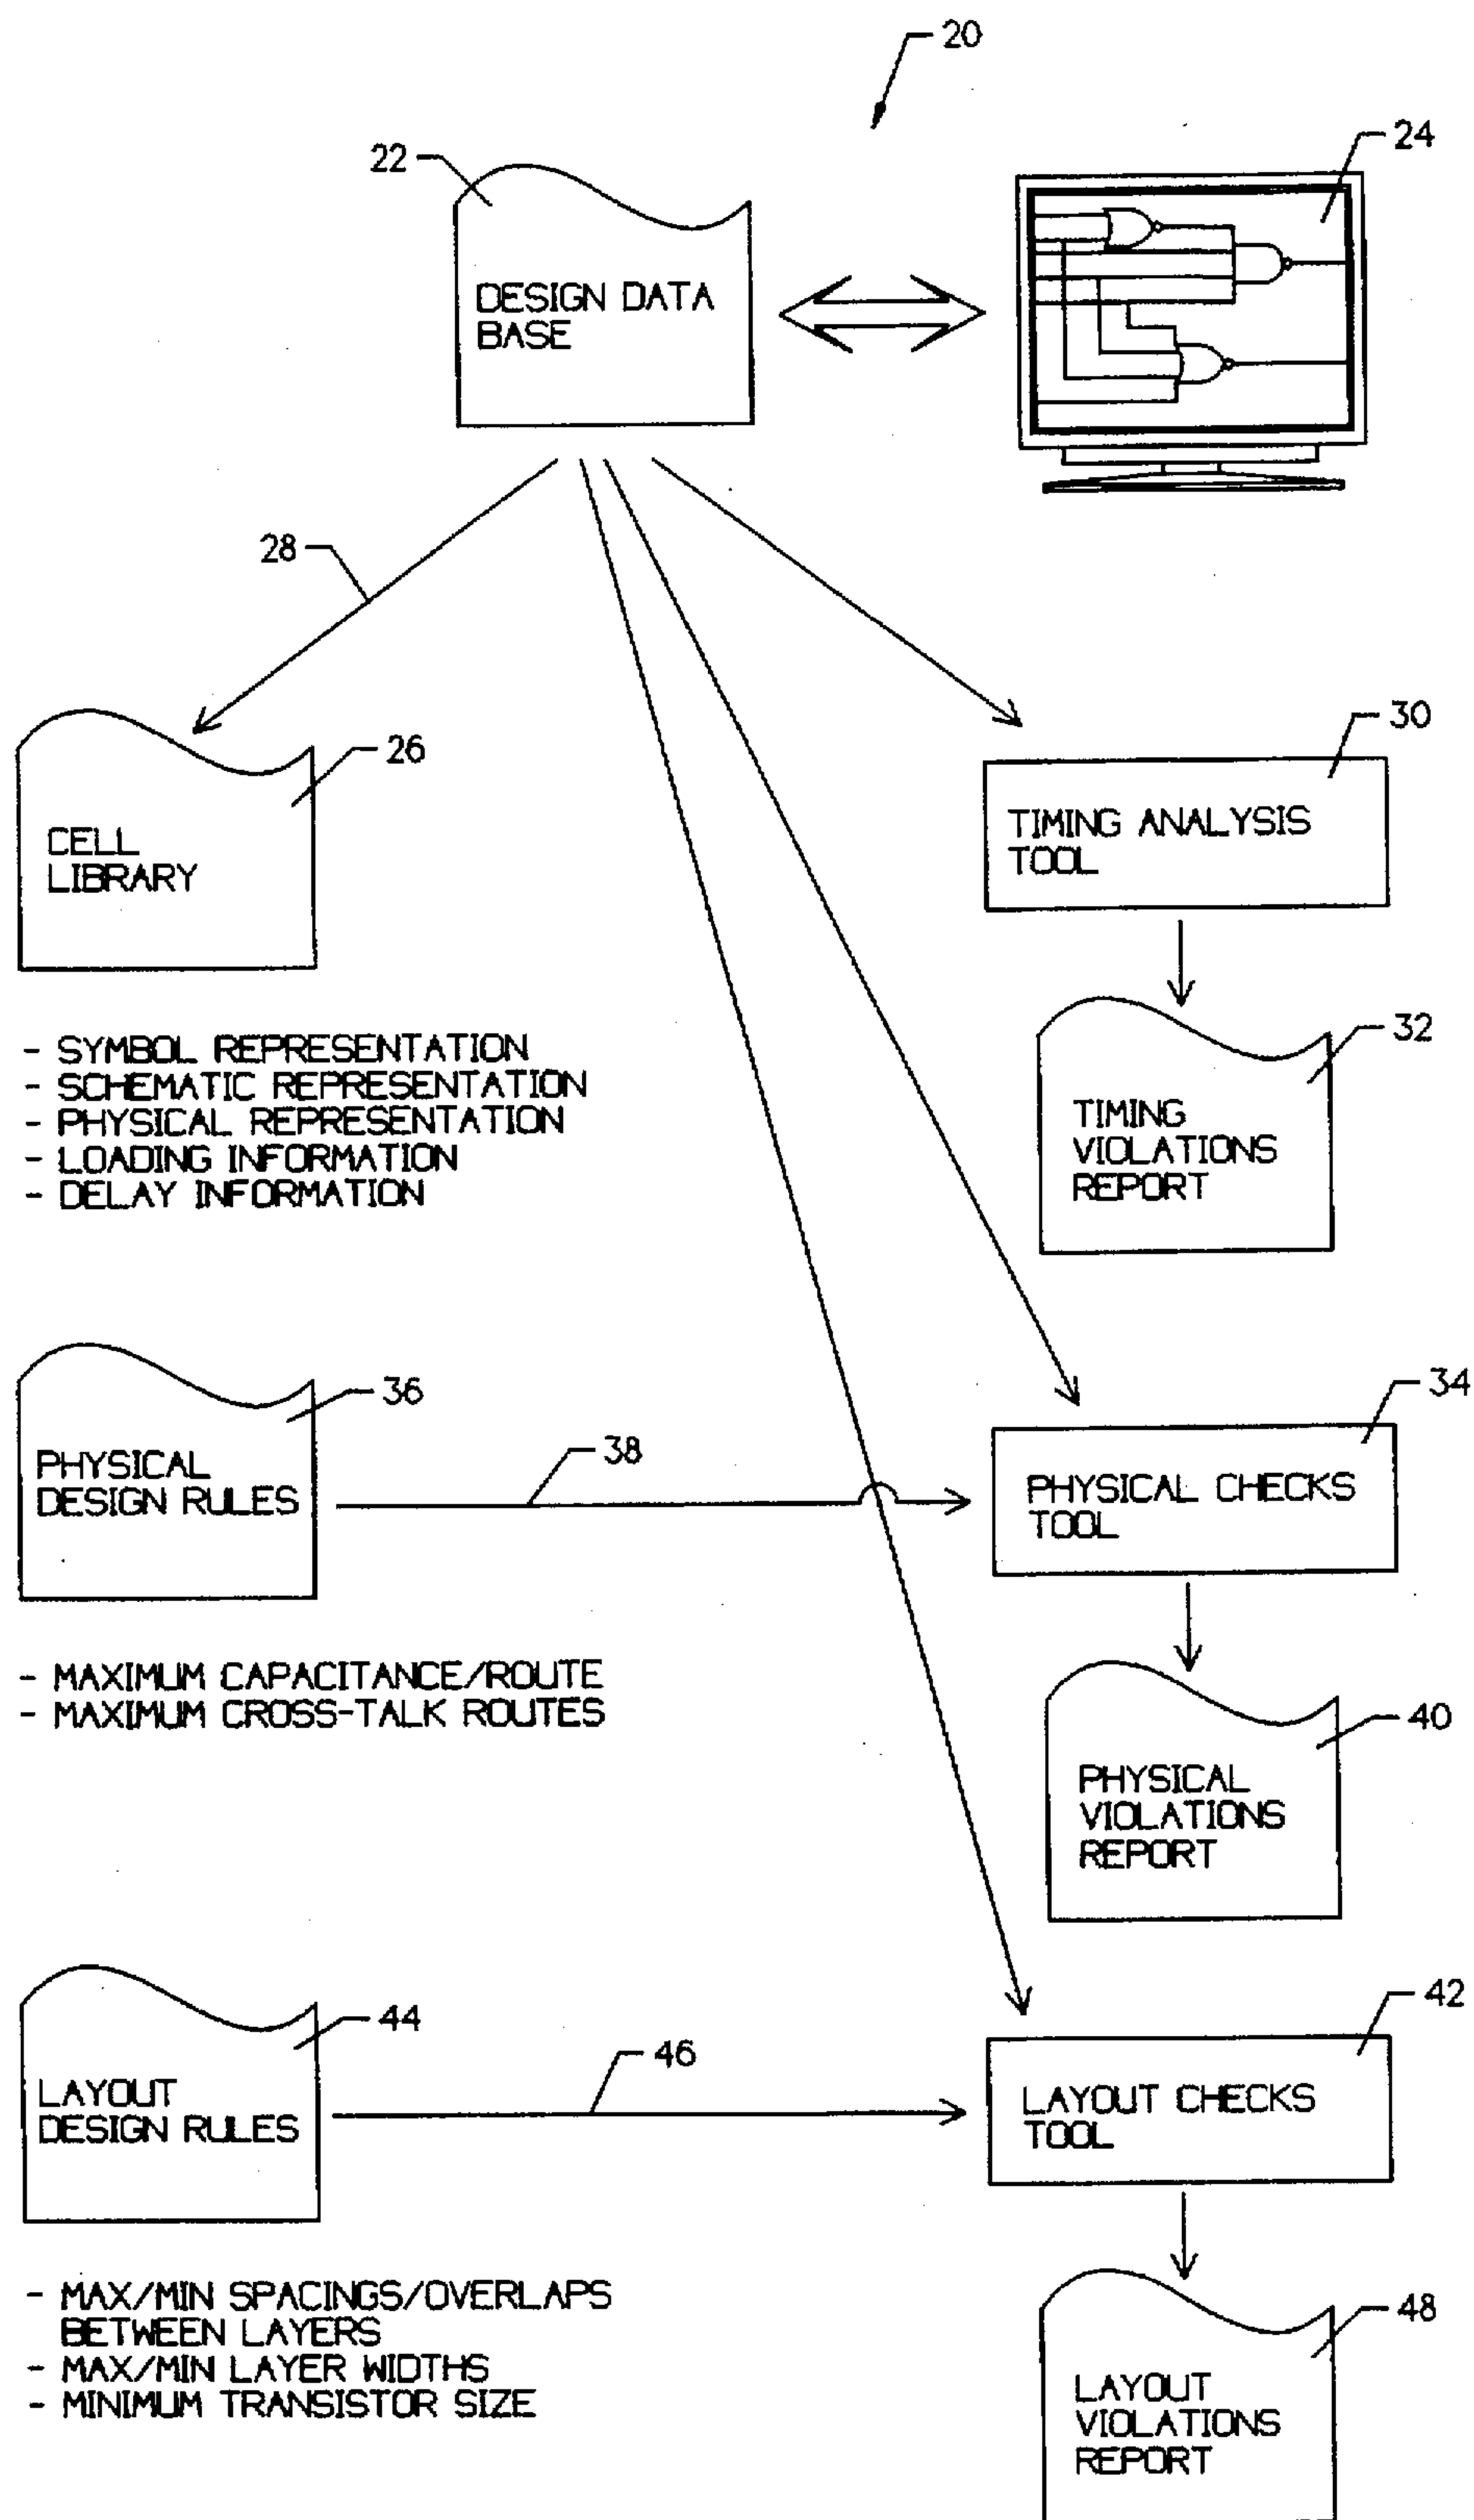 20
22
24
DESIGN DATA
BASE
28
26
30
CELL
LIBRARY
TIMING ANALYSIS
TOOL
- SYMBOL REPRESENTATION
- SCHEMATIC REPRESENTATION
- PHYSICAL REPRESENTATION
- LOADING INFORMATION
- DELAY INFORMATION
32
TIMING
VIOLATIONS
REPORT
36
34
38
PHYSICAL
DESIGN RULES
PHYSICAL CHECKS
TOOL
- MAXIMUM CAPACITANCE/ROUTE
- MAXIMUM CROSS-TALK ROUTES
40
PHYSICAL
VIOLATIONS
REPORT
44
42
46
LAYOUT
DESIGN RULES
LAYOUT CHECKS
TOOL
- MAX/MIN SPACINGS/OVERLAPS
BETWEEN LAYERS
- MAX/MIN LAYER WIDTHS
- MINIMUM TRANSISTOR SIZE
48
LAYOUT
VIOLATIONS
REPORT